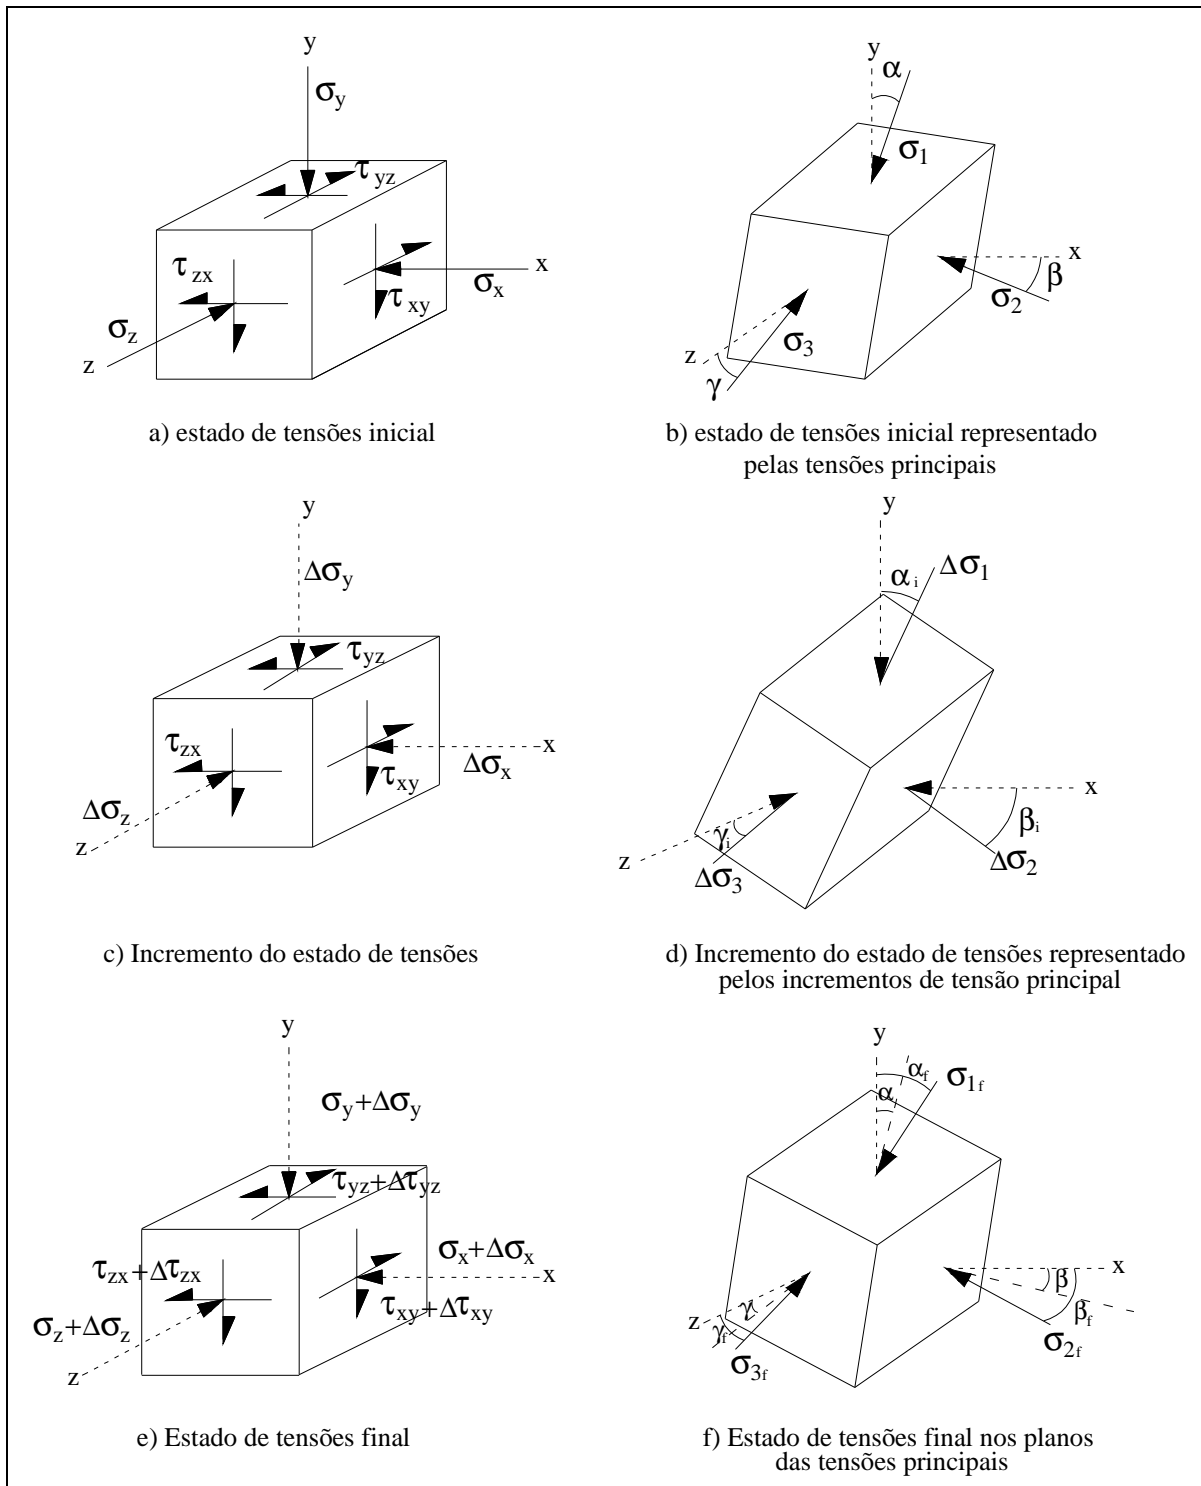 y
σy
τyz
τzx
x
σx
τxy
σz
z
a) estado de tensões inicial
y
α
σ1
x
β
σ2
z
σ3
γ
b) estado de tensões inicial representado
pelas tensões principais
y
Δσy
τyz
τzx
x
Δσx
τxy
Δσz
z
c) Incremento do estado de tensões
y
αi
Δσ1
x
βi
Δσ2
z
γi
Δσ3
d) Incremento do estado de tensões representado
pelos incrementos de tensão principal
y
σy+Δσy
τyz+Δτyz
σx+Δσx
x
τzx+Δτzx
τxy+Δτxy
σz+Δσz
z
e) Estado de tensões final
y
αf
α
σ1f
x
β
βf
σ2f
z
γ
γf
σ3f
f) Estado de tensões final nos planos
das tensões principais